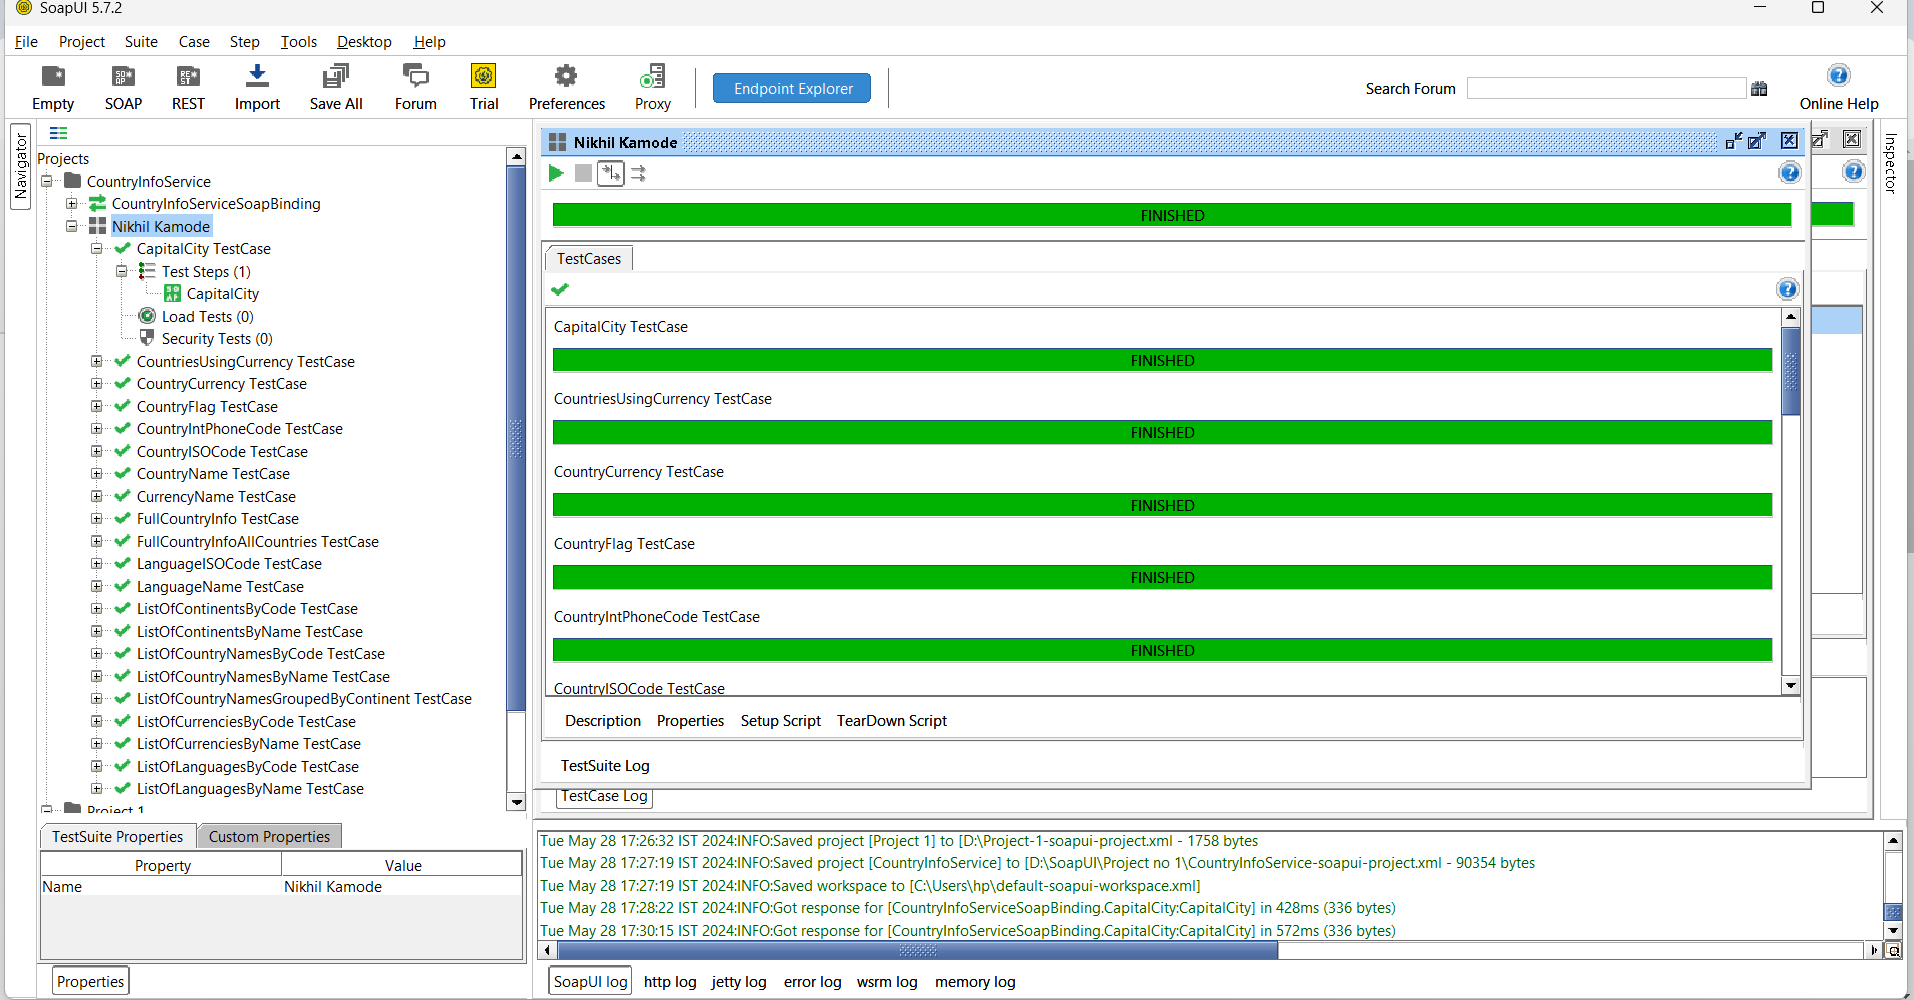 SoapUI 5.7.2
File Project Suite Case Step Tools Desktop Help
Empty SOAP REST Import Save All Forum Trial Preferences Proxy
Endpoint Explorer
Search Forum
Online Help
Navigator
Projects
CountryInfoService
CountryInfoServiceSoapBinding
Nikhil Kamode
CapitalCity TestCase
Test Steps (1)
CapitalCity
Load Tests (0)
Security Tests (0)
CountriesUsingCurrency TestCase
CountryCurrency TestCase
CountryFlag TestCase
CountryIntPhoneCode TestCase
CountryISOCode TestCase
CountryName TestCase
CurrencyName TestCase
FullCountryInfo TestCase
FullCountryInfoAllCountries TestCase
LanguageISOCode TestCase
LanguageName TestCase
ListOfContinentsByCode TestCase
ListOfContinentsByName TestCase
ListOfCountryNamesByCode TestCase
ListOfCountryNamesByName TestCase
ListOfCountryNamesGroupedByContinent TestCase
ListOfCurrenciesByCode TestCase
ListOfCurrenciesByName TestCase
ListOfLanguagesByCode TestCase
ListOfLanguagesByName TestCase
Project 1
TestSuite Properties Custom Properties
Property Value
Name Nikhil Kamode
Properties
Nikhil Kamode
FINISHED
TestCases
CapitalCity TestCase
FINISHED
CountriesUsingCurrency TestCase
FINISHED
CountryCurrency TestCase
FINISHED
CountryFlag TestCase
FINISHED
CountryIntPhoneCode TestCase
FINISHED
CountryISOCode TestCase
Description Properties Setup Script TearDown Script
TestSuite Log
TestCase Log
Inspector
Tue May 28 17:26:32 IST 2024:INFO:Saved project [Project 1] to [D:\Project-1-soapui-project.xml - 1758 bytes
Tue May 28 17:27:19 IST 2024:INFO:Saved project [CountryInfoService] to [D:\SoapUI\Project no 1\CountryInfoService-soapui-project.xml - 90354 bytes
Tue May 28 17:27:19 IST 2024:INFO:Saved workspace to [C:\Users\hp\default-soapui-workspace.xml]
Tue May 28 17:28:22 IST 2024:INFO:Got response for [CountryInfoServiceSoapBinding.CapitalCity:CapitalCity] in 428ms (336 bytes)
Tue May 28 17:30:15 IST 2024:INFO:Got response for [CountryInfoServiceSoapBinding.CapitalCity:CapitalCity] in 572ms (336 bytes)
SoapUI log http log jetty log error log wsrm log memory log